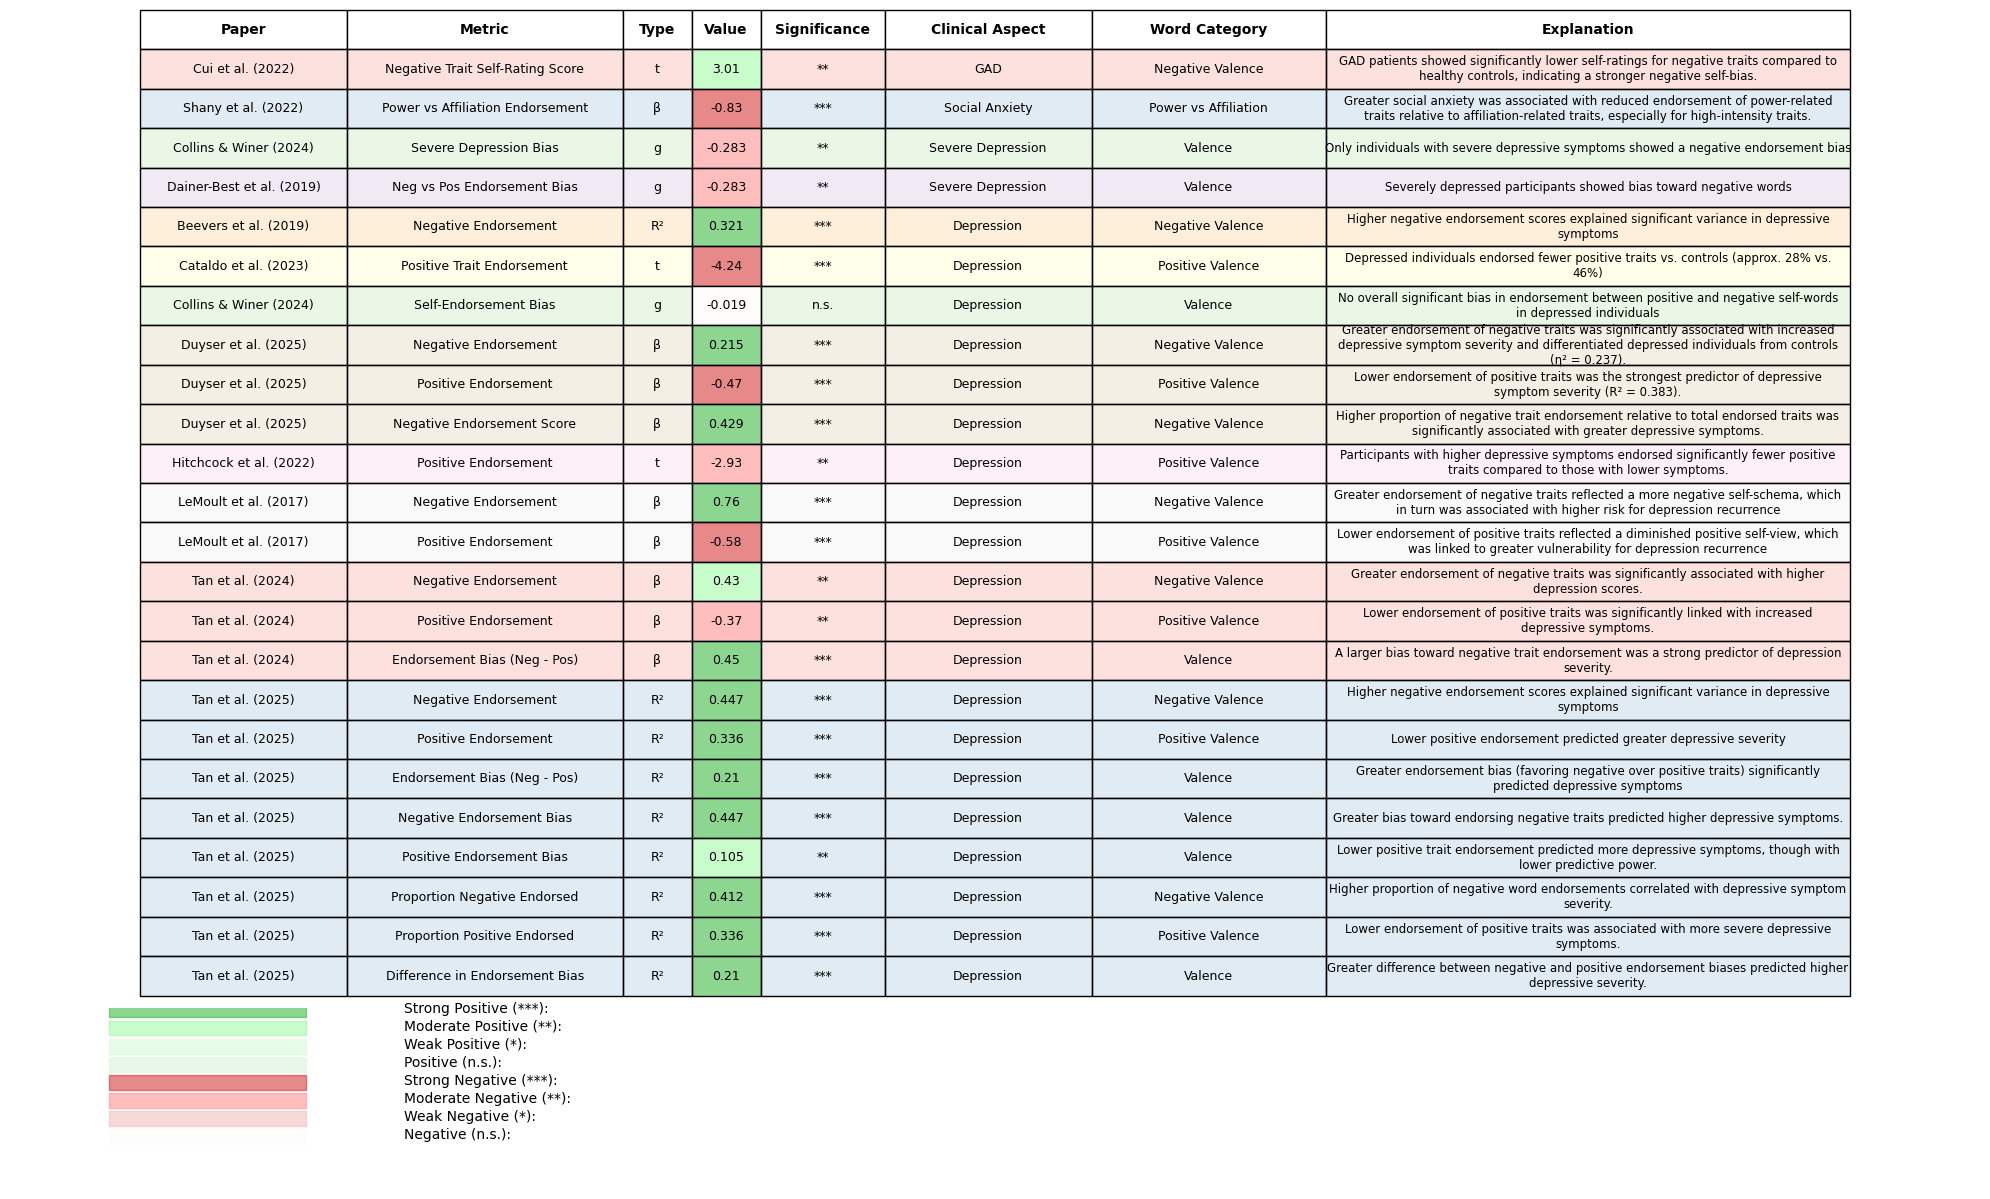 Paper Metric Type Value Significance Clinical Aspect Word Category Explanation
Cui et al. (2022) Negative Trait Self-Rating Score t 3.01 ** GAD Negative Valence GAD patients showed significantly lower self-ratings for negative traits compared to
healthy controls, indicating a stronger negative self-bias.
Shany et al. (2022) Power vs Affiliation Endorsement β -0.83 *** Social Anxiety Power vs Affiliation Greater social anxiety was associated with reduced endorsement of power-related
traits relative to affiliation-related traits, especially for high-intensity traits.
Collins & Winer (2024) Severe Depression Bias g -0.283 ** Severe Depression Valence Only individuals with severe depressive symptoms showed a negative endorsement bias
Dainer-Best et al. (2019) Neg vs Pos Endorsement Bias g -0.283 ** Severe Depression Valence Severely depressed participants showed bias toward negative words
Beevers et al. (2019) Negative Endorsement R² 0.321 *** Depression Negative Valence Higher negative endorsement scores explained significant variance in depressive
symptoms
Cataldo et al. (2023) Positive Trait Endorsement t -4.24 *** Depression Positive Valence Depressed individuals endorsed fewer positive traits vs. controls (approx. 28% vs.
46%)
Collins & Winer (2024) Self-Endorsement Bias g -0.019 n.s. Depression Valence No overall significant bias in endorsement between positive and negative self-words
in depressed individuals
Duyser et al. (2025) Negative Endorsement β 0.215 *** Depression Negative Valence Greater endorsement of negative traits was significantly associated with increased
depressive symptom severity and differentiated depressed individuals from controls
(η² = 0.237).
Duyser et al. (2025) Positive Endorsement β -0.47 *** Depression Positive Valence Lower endorsement of positive traits was the strongest predictor of depressive
symptom severity (R² = 0.383).
Duyser et al. (2025) Negative Endorsement Score β 0.429 *** Depression Negative Valence Higher proportion of negative trait endorsement relative to total endorsed traits was
significantly associated with greater depressive symptoms.
Hitchcock et al. (2022) Positive Endorsement t -2.93 ** Depression Positive Valence Participants with higher depressive symptoms endorsed significantly fewer positive
traits compared to those with lower symptoms.
LeMoult et al. (2017) Negative Endorsement β 0.76 *** Depression Negative Valence Greater endorsement of negative traits reflected a more negative self-schema, which
in turn was associated with higher risk for depression recurrence
LeMoult et al. (2017) Positive Endorsement β -0.58 *** Depression Positive Valence Lower endorsement of positive traits reflected a diminished positive self-view, which
was linked to greater vulnerability for depression recurrence
Tan et al. (2024) Negative Endorsement β 0.43 ** Depression Negative Valence Greater endorsement of negative traits was significantly associated with higher
depression scores.
Tan et al. (2024) Positive Endorsement β -0.37 ** Depression Positive Valence Lower endorsement of positive traits was significantly linked with increased
depressive symptoms.
Tan et al. (2024) Endorsement Bias (Neg - Pos) β 0.45 *** Depression Valence A larger bias toward negative trait endorsement was a strong predictor of depression
severity.
Tan et al. (2025) Negative Endorsement R² 0.447 *** Depression Negative Valence Higher negative endorsement scores explained significant variance in depressive
symptoms
Tan et al. (2025) Positive Endorsement R² 0.336 *** Depression Positive Valence Lower positive endorsement predicted greater depressive severity
Tan et al. (2025) Endorsement Bias (Neg - Pos) R² 0.21 *** Depression Valence Greater endorsement bias (favoring negative over positive traits) significantly
predicted depressive symptoms
Tan et al. (2025) Negative Endorsement Bias R² 0.447 *** Depression Valence Greater bias toward endorsing negative traits predicted higher depressive symptoms.
Tan et al. (2025) Positive Endorsement Bias R² 0.105 ** Depression Valence Lower positive trait endorsement predicted more depressive symptoms, though with
lower predictive power.
Tan et al. (2025) Proportion Negative Endorsed R² 0.412 *** Depression Negative Valence Higher proportion of negative word endorsements correlated with depressive symptom
severity.
Tan et al. (2025) Proportion Positive Endorsed R² 0.336 *** Depression Positive Valence Lower endorsement of positive traits was associated with more severe depressive
symptoms.
Tan et al. (2025) Difference in Endorsement Bias R² 0.21 *** Depression Valence Greater difference between negative and positive endorsement biases predicted higher
depressive severity.
Strong Positive (***):
Moderate Positive (**):
Weak Positive (*):
Positive (n.s.):
Strong Negative (***):
Moderate Negative (**):
Weak Negative (*):
Negative (n.s.):